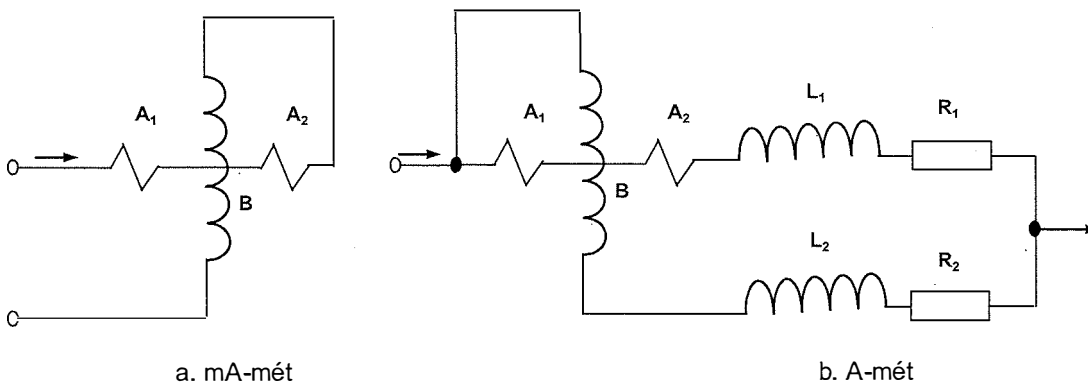 A₁
A₂
B
a. mA-mét
A₁
A₂
B
L₁
R₁
L₂
R₂
b. A-mét